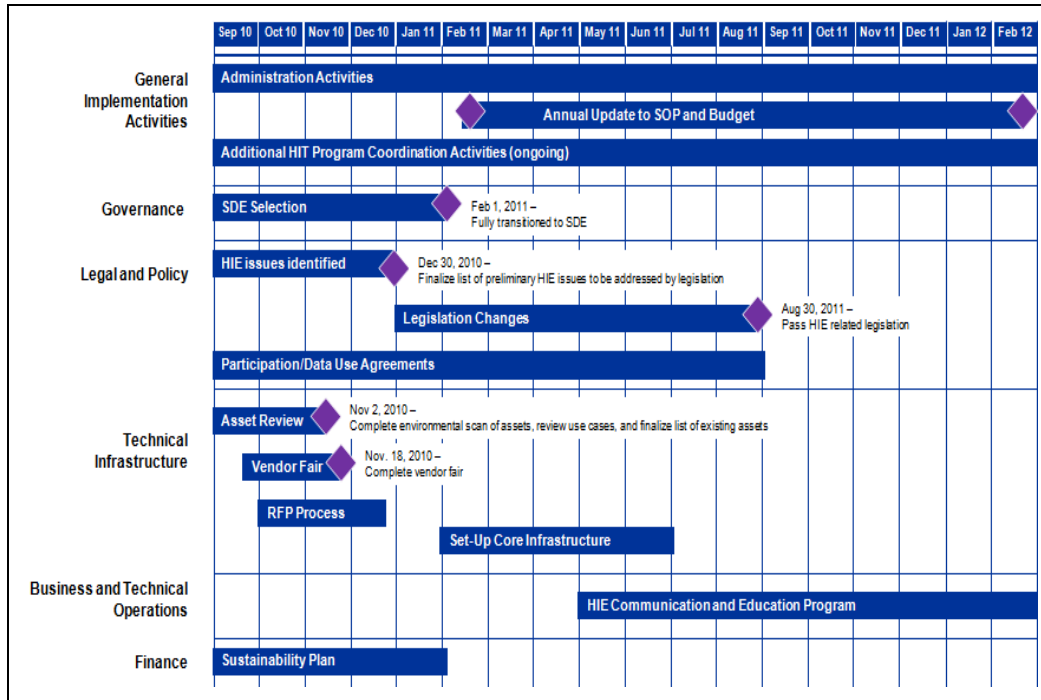 Sep 10 Oct 10 Nov 10 Dec 10 Jan 11 Feb 11 Mar 11 Apr 11 May 11 Jun 11 Jul 11 Aug 11 Sep 11 Oct 11 Nov 11 Dec 11 Jan 12 Feb 12
General
Implementation
Activities
Administration Activities
Annual Update to SOP and Budget
Additional HIT Program Coordination Activities (ongoing)
Governance
SDE Selection
Feb 1, 2011 –
Fully transitioned to SDE
Legal and Policy
HIE issues identified
Dec 30, 2010 –
Finalize list of preliminary HIE issues to be addressed by legislation
Legislation Changes
Aug 30, 2011 –
Pass HIE related legislation
Participation/Data Use Agreements
Technical
Infrastructure
Asset Review
Nov 2, 2010 –
Complete environmental scan of assets, review use cases, and finalize list of existing assets
Vendor Fair
Nov. 18, 2010 –
Complete vendor fair
RFP Process
Set-Up Core Infrastructure
Business and Technical
Operations
HIE Communication and Education Program
Finance
Sustainability Plan